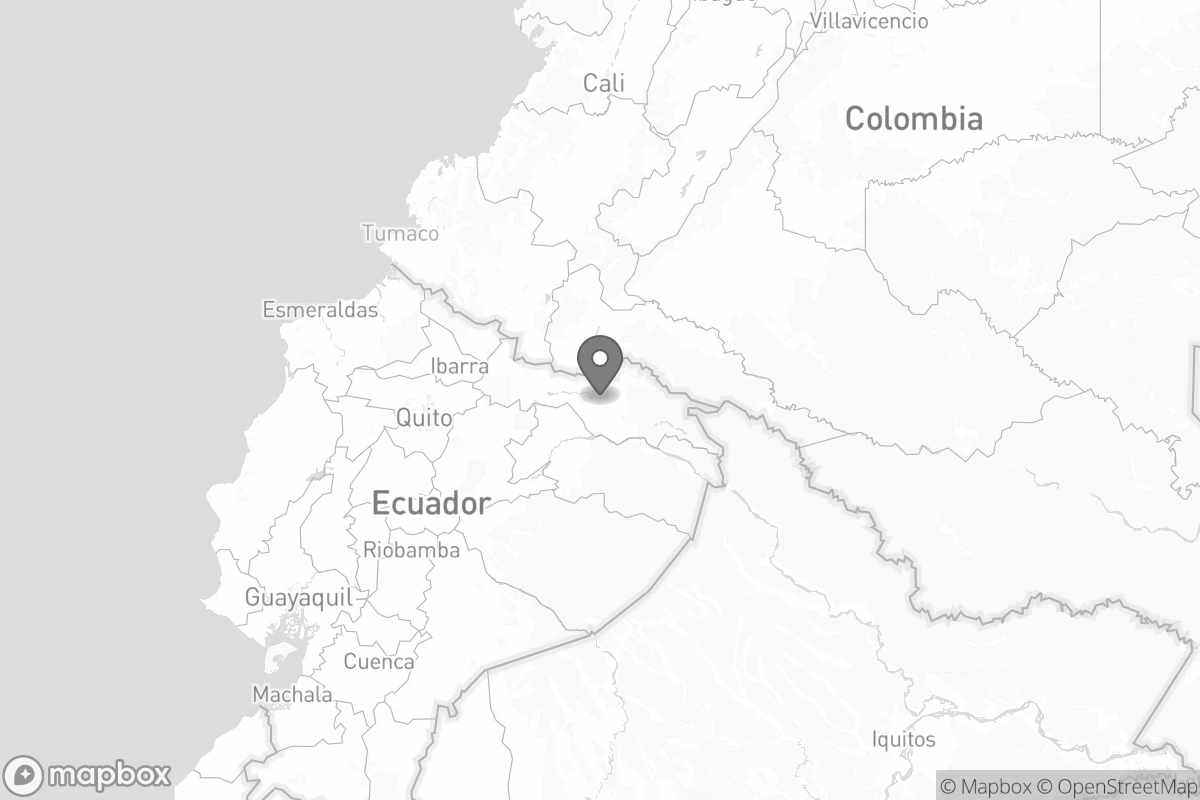 Villavicencio
Cali
Colombia
Tumaco
Esmeraldas
Ibarra
Quito
Ecuador
Riobamba
Guayaquil
Cuenca
Machala
Iquitos
mapbox
© Mapbox © OpenStreetMap